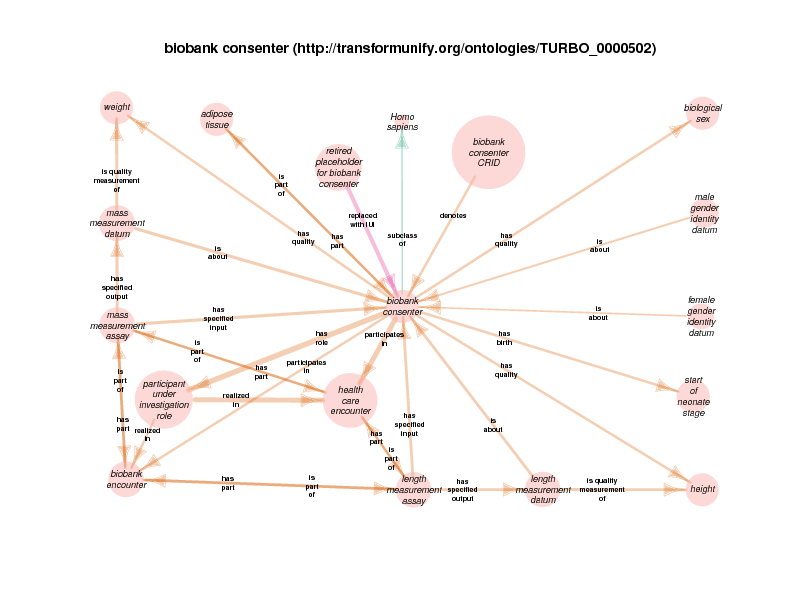 biobank consenter (http://transformunify.org/ontologies/TURBO_0000502)
weight
adipose
tissue
Homo
sapiens
biological
sex
retired
placeholder
for biobank
consenter
biobank
consenter
CRID
is quality
measurement
of
is
part
of
mass
measurement
datum
replaced
with IUI
denotes
male
gender
identity
datum
has
quality
has
part
subclass
of
has
quality
is
about
is
about
has
specified
output
biobank
consenter
mass
measurement
assay
has
specified
input
has
role
participates
in
has
birth
is
about
female
gender
identity
datum
is
part
of
has
part
participates
in
has
quality
is
part
of
participant
under
investigation
role
realized
in
health
care
encounter
start
of
neonate
stage
has
part
realized
in
has
specified
input
is
about
has
part
is
part
of
biobank
encounter
has
part
is
part
of
length
measurement
assay
has
specified
output
length
measurement
datum
is quality
measurement
of
height